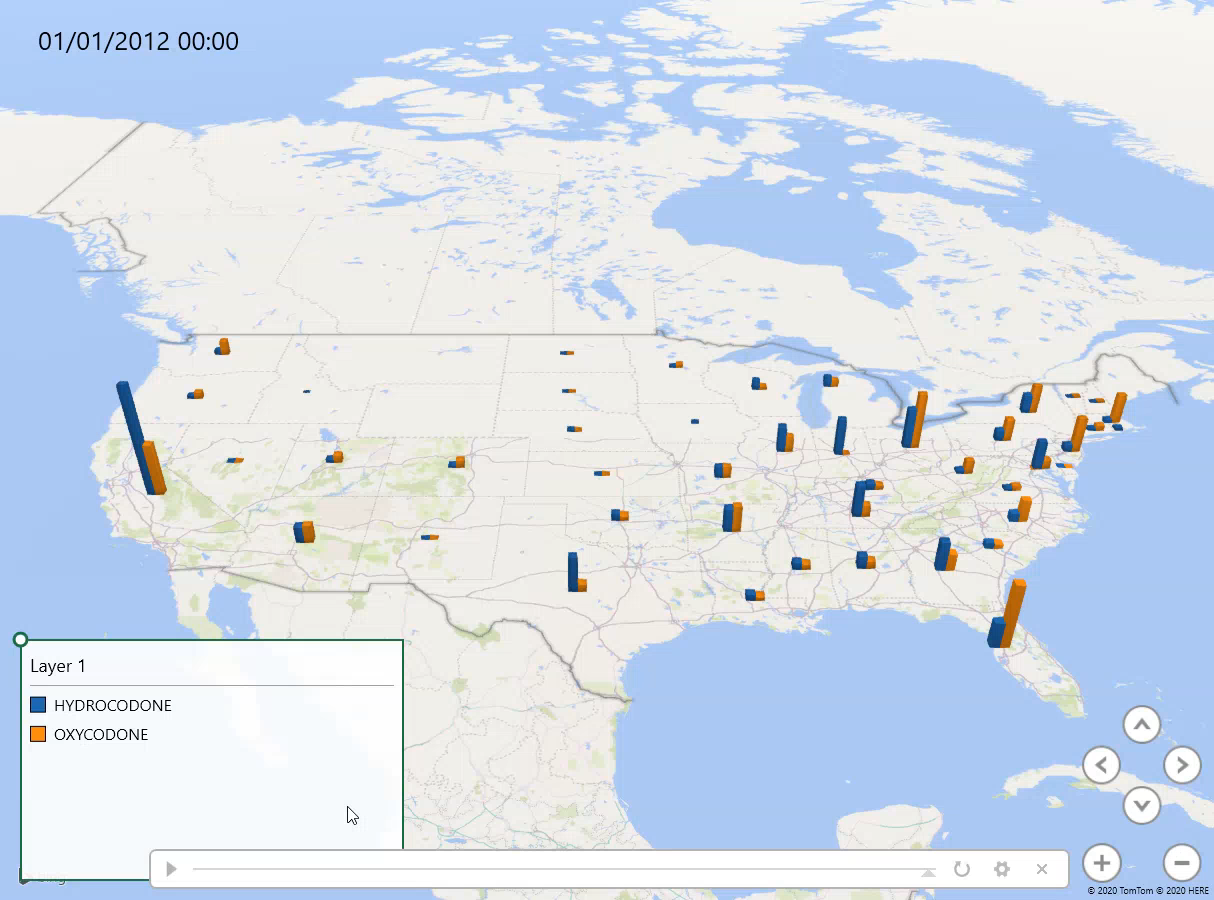 01/01/2012 00:00
Layer 1
HYDROCODONE
OXYCODONE
© 2020 TomTom © 2020 HERE